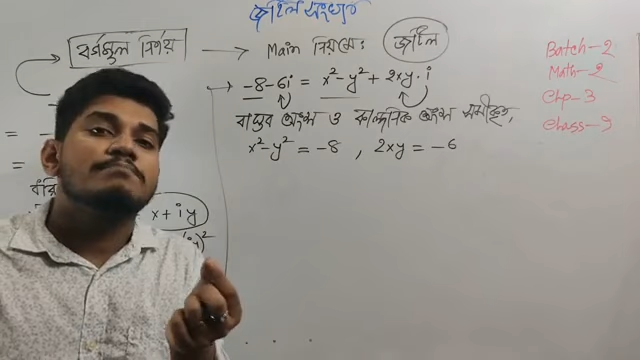 জটিল সংখ্যা
বর্গমূল নির্ণয় → Main নিয়মে: জটিল
→ -8-6i = x²-y²+2xy.i
বাস্তব অংশ ও কাল্পনিক অংশ সমীকৃত,
x²-y² = -8 , 2xy = -6
=
=
x+iy
Batch-2
Math-2
Chp-3
Class-9